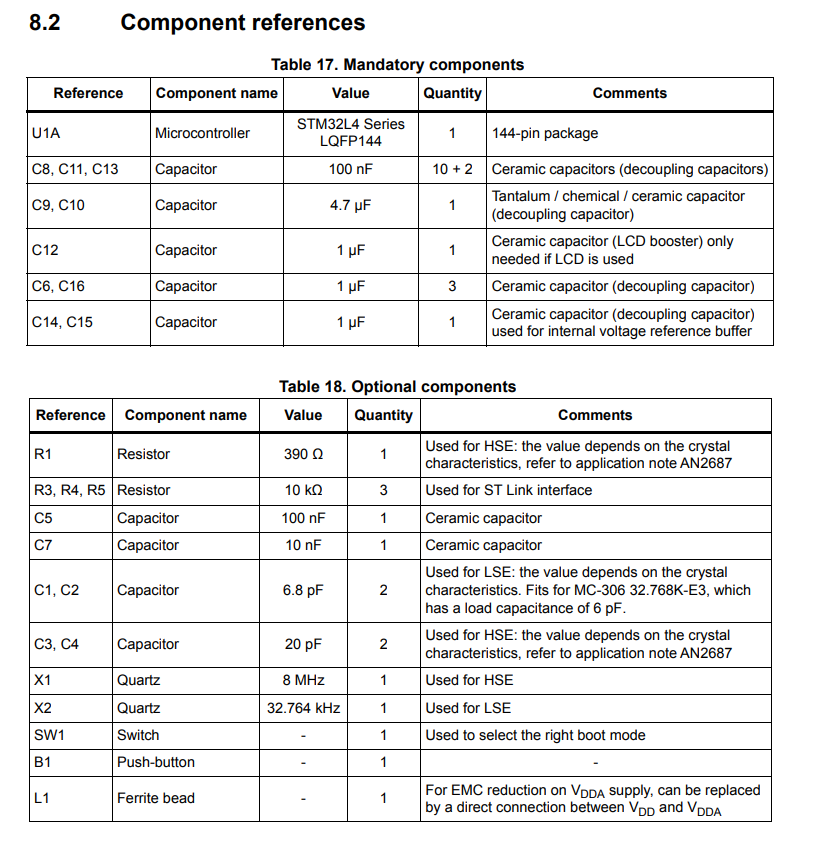 8.2 Component references
Table 17. Mandatory components
Reference Component name Value Quantity Comments
U1A Microcontroller STM32L4 Series LQFP144 1 144-pin package
C8, C11, C13 Capacitor 100 nF 10 + 2 Ceramic capacitors (decoupling capacitors)
C9, C10 Capacitor 4.7 µF 1 Tantalum / chemical / ceramic capacitor
(decoupling capacitor)
C12 Capacitor 1 µF 1 Ceramic capacitor (LCD booster) only
needed if LCD is used
C6, C16 Capacitor 1 µF 3 Ceramic capacitor (decoupling capacitor)
C14, C15 Capacitor 1 µF 1 Ceramic capacitor (decoupling capacitor)
used for internal voltage reference buffer
Table 18. Optional components
Reference Component name Value Quantity Comments
R1 Resistor 390 Ω 1 Used for HSE: the value depends on the crystal
characteristics, refer to application note AN2687
R3, R4, R5 Resistor 10 kΩ 3 Used for ST Link interface
C5 Capacitor 100 nF 1 Ceramic capacitor
C7 Capacitor 10 nF 1 Ceramic capacitor
C1, C2 Capacitor 6.8 pF 2 Used for LSE: the value depends on the crystal
characteristics. Fits for MC-306 32.768K-E3, which
has a load capacitance of 6 pF.
C3, C4 Capacitor 20 pF 2 Used for HSE: the value depends on the crystal
characteristics, refer to application note AN2687
X1 Quartz 8 MHz 1 Used for HSE
X2 Quartz 32.764 kHz 1 Used for LSE
SW1 Switch - 1 Used to select the right boot mode
B1 Push-button - 1 -
L1 Ferrite bead - 1 For EMC reduction on VDDA supply, can be replaced
by a direct connection between VDD and VDDA